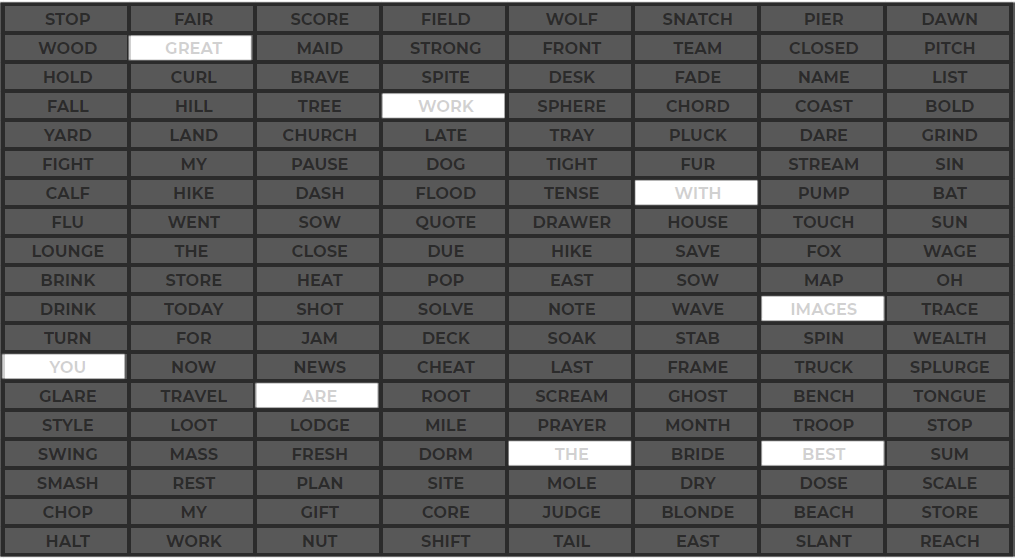 STOP FAIR SCORE FIELD WOLF SNATCH PIER DAWN
WOOD GREAT MAID STRONG FRONT TEAM CLOSED PITCH
HOLD CURL BRAVE SPITE DESK FADE NAME LIST
FALL HILL TREE WORK SPHERE CHORD COAST BOLD
YARD LAND CHURCH LATE TRAY PLUCK DARE GRIND
FIGHT MY PAUSE DOG TIGHT FUR STREAM SIN
CALF HIKE DASH FLOOD TENSE WITH PUMP BAT
FLU WENT SOW QUOTE DRAWER HOUSE TOUCH SUN
LOUNGE THE CLOSE DUE HIKE SAVE FOX WAGE
BRINK STORE HEAT POP EAST SOW MAP OH
DRINK TODAY SHOT SOLVE NOTE WAVE IMAGES TRACE
TURN FOR JAM DECK SOAK STAB SPIN WEALTH
YOU NOW NEWS CHEAT LAST FRAME TRUCK SPLURGE
GLARE TRAVEL ARE ROOT SCREAM GHOST BENCH TONGUE
STYLE LOOT LODGE MILE PRAYER MONTH TROOP STOP
SWING MASS FRESH DORM THE BRIDE BEST SUM
SMASH REST PLAN SITE MOLE DRY DOSE SCALE
CHOP MY GIFT CORE JUDGE BLONDE BEACH STORE
HALT WORK NUT SHIFT TAIL EAST SLANT REACH